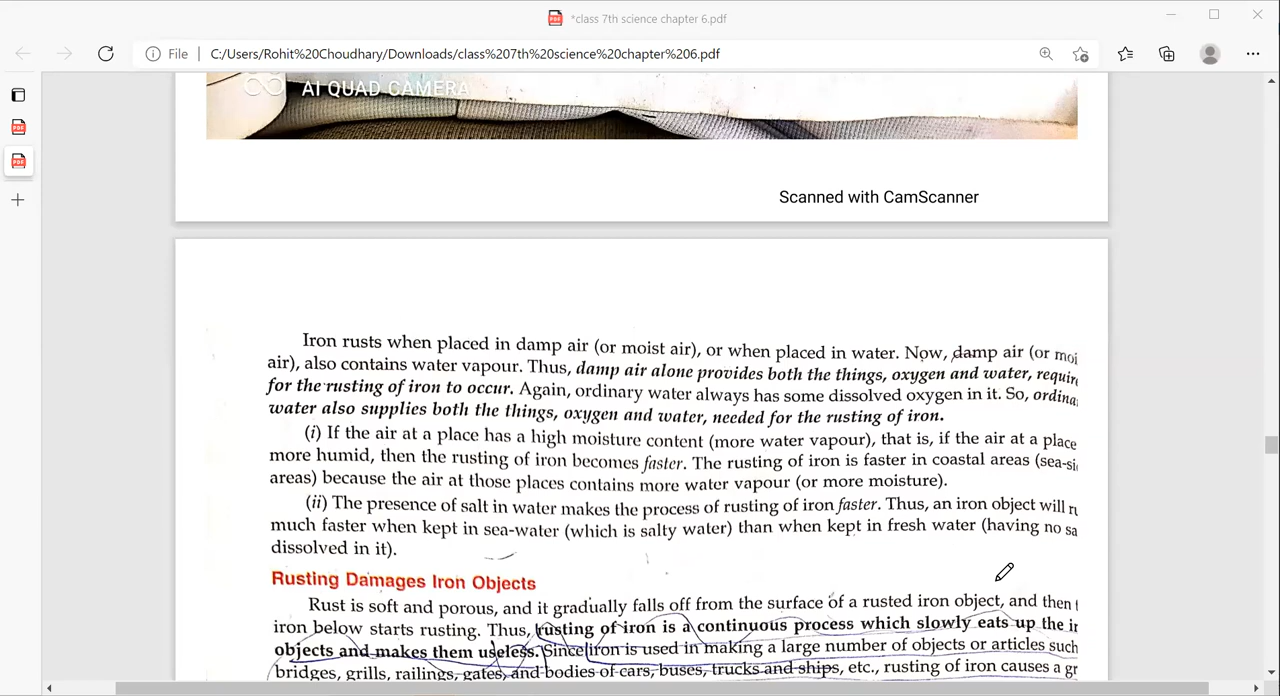 *class 7th science chapter 6.pdf
File | C:/Users/Rohit%20Choudhary/Downloads/class%207th%20science%20chapter%206.pdf
AI QUAD CAMERA
Scanned with CamScanner
Iron rusts when placed in damp air (or moist air), or when placed in water. Now, damp air (or moi
air), also contains water vapour. Thus, damp air alone provides both the things, oxygen and water, require
for the rusting of iron to occur. Again, ordinary water always has some dissolved oxygen in it. So, ordina
water also supplies both the things, oxygen and water, needed for the rusting of iron.
(i) If the air at a place has a high moisture content (more water vapour), that is, if the air at a place
more humid, then the rusting of iron becomes faster. The rusting of iron is faster in coastal areas (sea-si
areas) because the air at those places contains more water vapour (or more moisture).
(ii) The presence of salt in water makes the process of rusting of iron faster. Thus, an iron object will ru
much faster when kept in sea-water (which is salty water) than when kept in fresh water (having no sa
dissolved in it).
Rusting Damages Iron Objects
Rust is soft and porous, and it gradually falls off from the surface of a rusted iron object, and then t
iron below starts rusting. Thus, rusting of iron is a continuous process which slowly eats up the ir
objects and makes them useless. Since iron is used in making a large number of objects or articles such
bridges, grills, railings, gates, and bodies of cars, buses, trucks and ships, etc., rusting of iron causes a gr